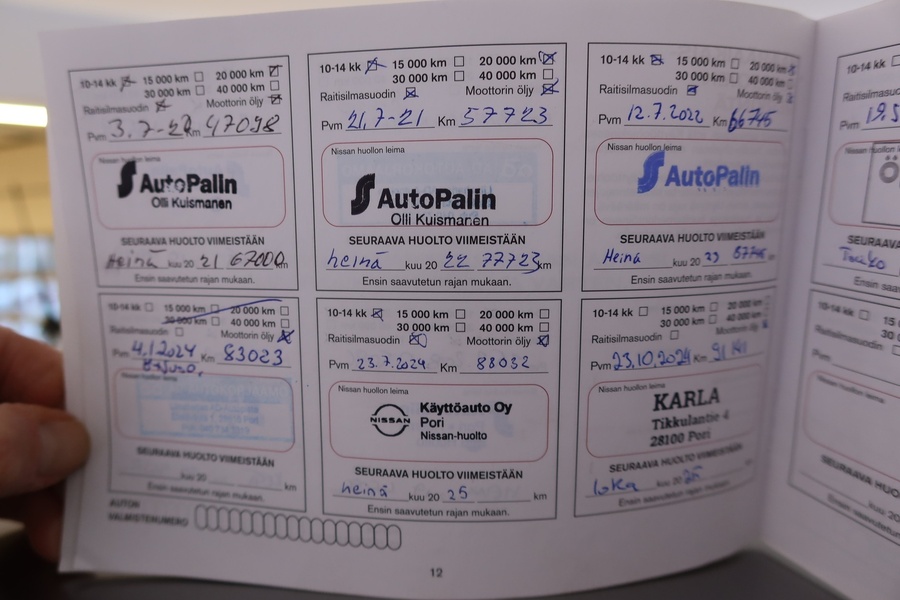 10-14 kk 15 000 km 20 000 km
30 000 km 40 000 km
Raitisilmasuodin Moottorin öljy
Pvm 3.7-20 Km 47098
Nissan huollon leima
AutoPalin
Olli Kuismanen
SEURAAVA HUOLTO VIIMEISTÄÄN
Heinä kuu 20 21 67000 km
Ensin saavutetun rajan mukaan.
10-14 kk 15 000 km 20 000 km
30 000 km 40 000 km
Raitisilmasuodin Moottorin öljy
Pvm 21.7-21 Km 57723
Nissan huollon leima
AutoPalin
Olli Kuismanen
SEURAAVA HUOLTO VIIMEISTÄÄN
heinä kuu 20 22 77723 km
Ensin saavutetun rajan mukaan.
10-14 kk 15 000 km 20 000 km
30 000 km 40 000 km
Raitisilmasuodin Moottorin öljy
Pvm 12.7.2022 Km 66745
Nissan huollon leima
AutoPalin
SEURAAVA HUOLTO VIIMEISTÄÄN
Heinä kuu 20 23 87745
Ensin saavutetun rajan mukaan.
10-14 kk 15 000 km 20 000 km
30 000 km 40 000 km
Raitisilmasuodin Moottorin öljy
Pvm 4.1.2024 Km 83023
Nissan huollon leima
SEURAAVA HUOLTO VIIMEISTÄÄN
kuu 20 km
Ensin saavutetun rajan mukaan.
10-14 kk 15 000 km 20 000 km
30 000 km 40 000 km
Raitisilmasuodin Moottorin öljy
Pvm 23.7.2024 Km 88032
Nissan huollon leima
NISSAN
Käyttöauto Oy
Pori
Nissan-huolto
SEURAAVA HUOLTO VIIMEISTÄÄN
heinä kuu 20 25 km
Ensin saavutetun rajan mukaan.
10-14 kk 15 000 km 20 000 km
30 000 km 40 000 km
Raitisilmasuodin Moottorin öljy
Pvm 23.10.2024 Km 91141
Nissan huollon leima
KARLA
Tikkulantie 4
28100 Pori
SEURAAVA HUOLTO VIIMEISTÄÄN
loka kuu 20 25 km
Ensin saavutetun rajan mukaan.
10-14 kk
Pvm 19.5
AUTON
VALMISTENUMERO
12